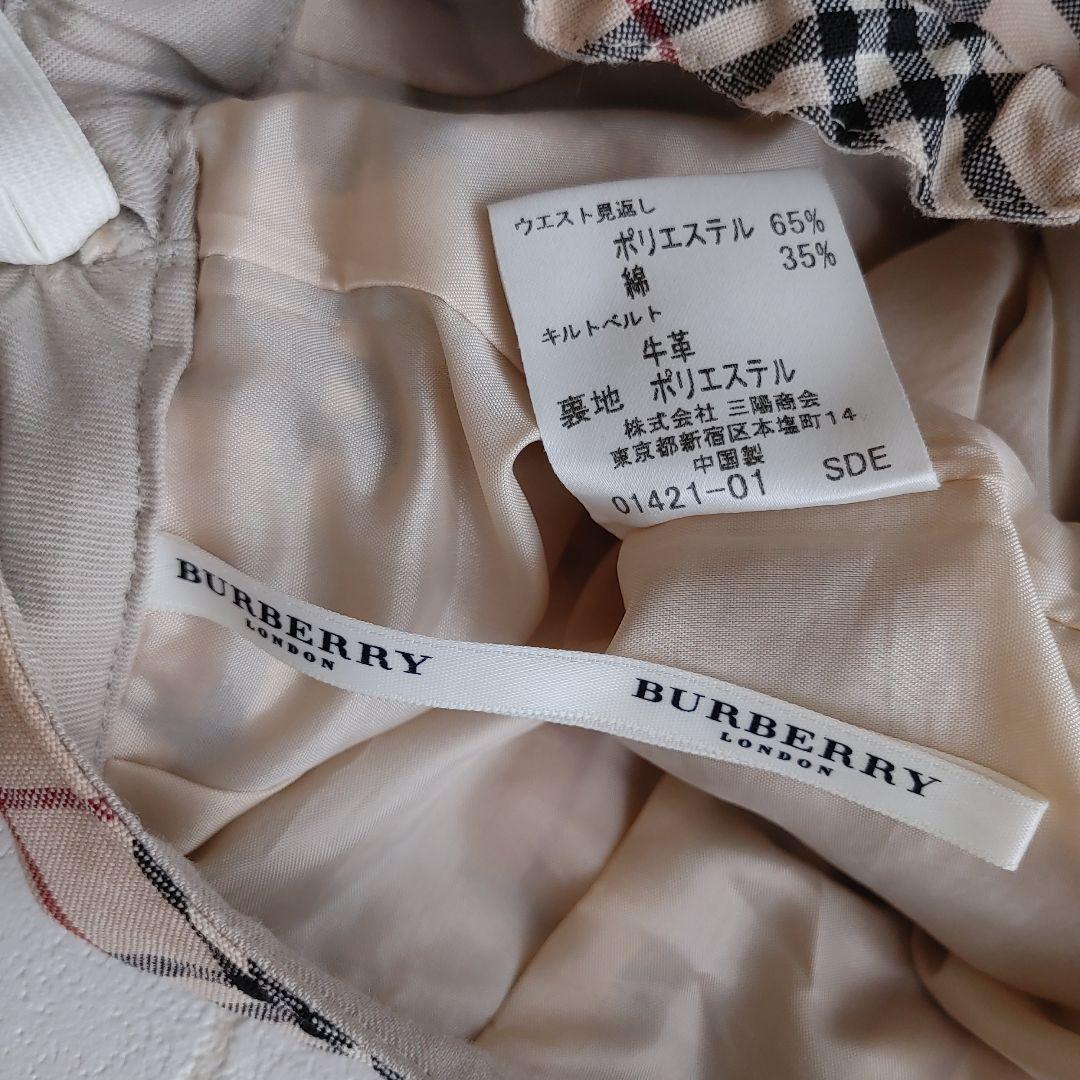 ウエスト見返し
ポリエステル 65%
綿 35%
キルトベルト
牛革
裏地 ポリエステル
株式会社 三陽商会
東京都新宿区本塩町14
中国製
01421-01 SDE
BURBERRY
LONDON
BURBERRY
LONDON